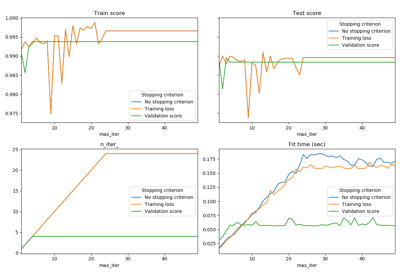 Train score
1.000
0.995
0.990
0.985
0.980
0.975
Stopping criterion
No stopping criterion
Training loss
Validation score
10
20
30
40
max_iter
Test score
Stopping criterion
No stopping criterion
Training loss
Validation score
10
20
30
40
max_iter
n_iter_
25
20
15
10
5
0
Stopping criterion
No stopping criterion
Training loss
Validation score
10
20
30
40
max_iter
Fit time (sec)
0.175
0.150
0.125
0.100
0.075
0.050
0.025
Stopping criterion
No stopping criterion
Training loss
Validation score
10
20
30
40
max_iter